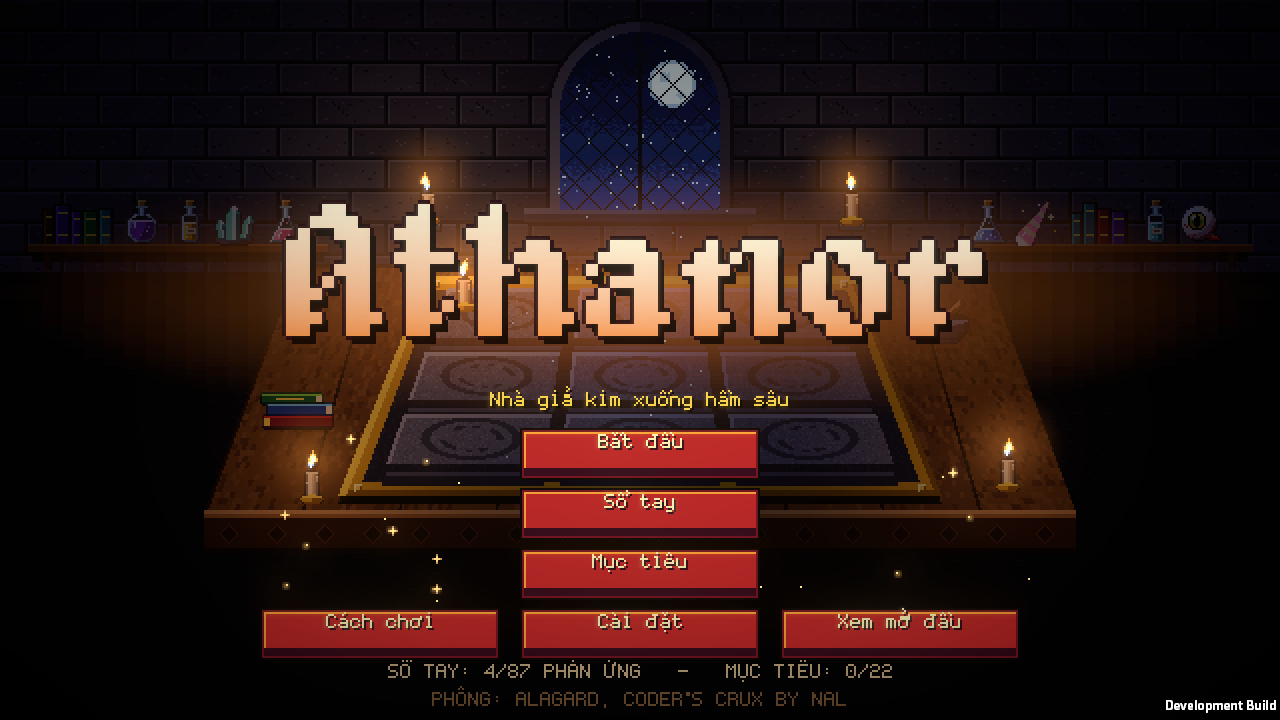 Athanor
Nhà giả kim xuống hầm sâu
Bắt đầu
Sổ tay
Mục tiêu
Cách chơi
Cài đặt
Xem mở đầu
SỔ TAY: 4/87 PHẢN ỨNG – MỤC TIÊU: 0/22
PHÔNG: ALAGARD, CODER'S CRUX BY NAL
Development Build